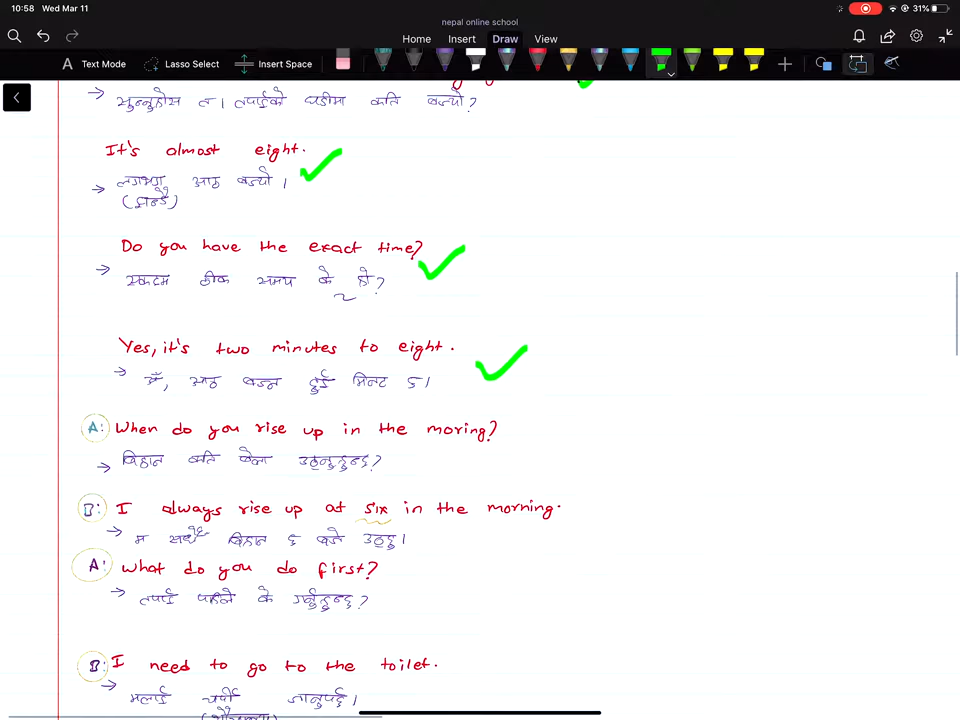 10:58 Wed Mar 11
31%
nepal online school
Home Insert Draw View
Text Mode Lasso Select Insert Space
→ सुन्नुहोस त । तपाईको घडीमा कति बज्यो?
It's almost eight.
→ लगभग आठ बज्यो ।
(झन्डै)
Do you have the exact time?
→ एकदम ठीक समय के हो?
Yes, it's two minutes to eight.
→ आठ बज्न दुई मिनेट छ।
A: When do you rise up in the moring?
→ बिहान कति बेला उठ्नुहुन्छ?
B: I always rise up at six in the morning.
→ म सधैँ बिहान ६ बजे उठ्छु।
A: What do you do first?
→ तपाई पहिले के गर्नुहुन्छ?
B: I need to go to the toilet.
→ मलाई चर्पी जानुपर्छ।